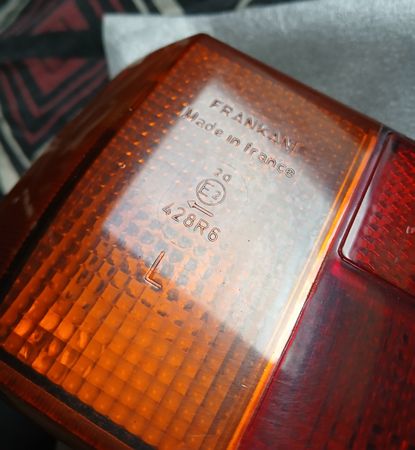 FRANKANI
Made in France
2a
E2
428R6
L